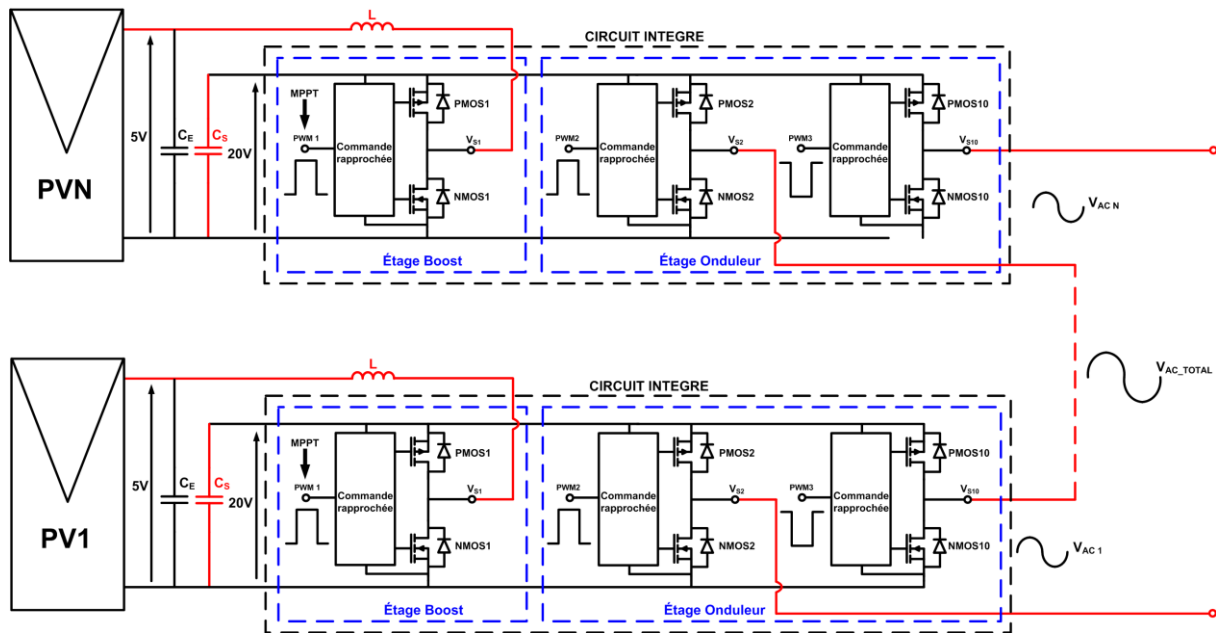 L
CIRCUIT INTEGRE
MPPT
PWM 1
Commande
rapprochée
PMOS1
VS1
NMOS1
PWM2
Commande
rapprochée
PMOS2
VS2
NMOS2
PWM3
Commande
rapprochée
PMOS10
VS10
NMOS10
5V
CE
CS
20V
PVN
VAC N
Étage Boost
Étage Onduleur
VAC_TOTAL
L
CIRCUIT INTEGRE
MPPT
PWM 1
Commande
rapprochée
PMOS1
VS1
NMOS1
PWM2
Commande
rapprochée
PMOS2
VS2
NMOS2
PWM3
Commande
rapprochée
PMOS10
VS10
NMOS10
5V
CE
CS
20V
PV1
VAC 1
Étage Boost
Étage Onduleur